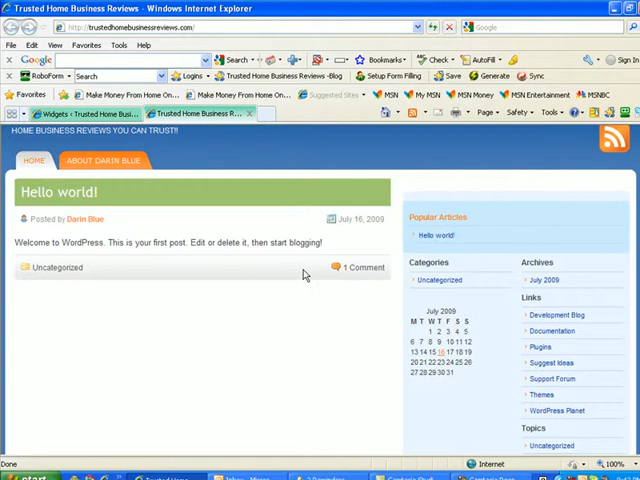 Trusted Home Business Reviews - Windows Internet Explorer
http://trustedhomebusinessreviews.com/
Google
File Edit View Favorites Tools Help
Google Search Bookmarks Check AutoFill Sign In
RoboForm Search Logins Trusted Home Business Reviews -Blog Setup Form Filling Save Generate Sync
Favorites Make Money From Home On... Make Money From Home On... Suggested Sites MSN My MSN MSN Money MSN Entertainment MSNBC
Widgets ‹ Trusted Home Busi... Trusted Home Business R... Page Safety Tools
HOME BUSINESS REVIEWS YOU CAN TRUST!!
HOME ABOUT DARIN BLUE
Hello world!
Posted by Darin Blue July 16, 2009
Welcome to WordPress. This is your first post. Edit or delete it, then start blogging!
Uncategorized 1 Comment
Popular Articles
Hello world!
Categories
Uncategorized
July 2009
M T W T F S S
1 2 3 4 5
6 7 8 9 10 11 12
13 14 15 16 17 18 19
20 21 22 23 24 25 26
27 28 29 30 31
Archives
July 2009
Links
Development Blog
Documentation
Plugins
Suggest Ideas
Support Forum
Themes
WordPress Planet
Topics
Uncategorized
Done Internet 100%
start